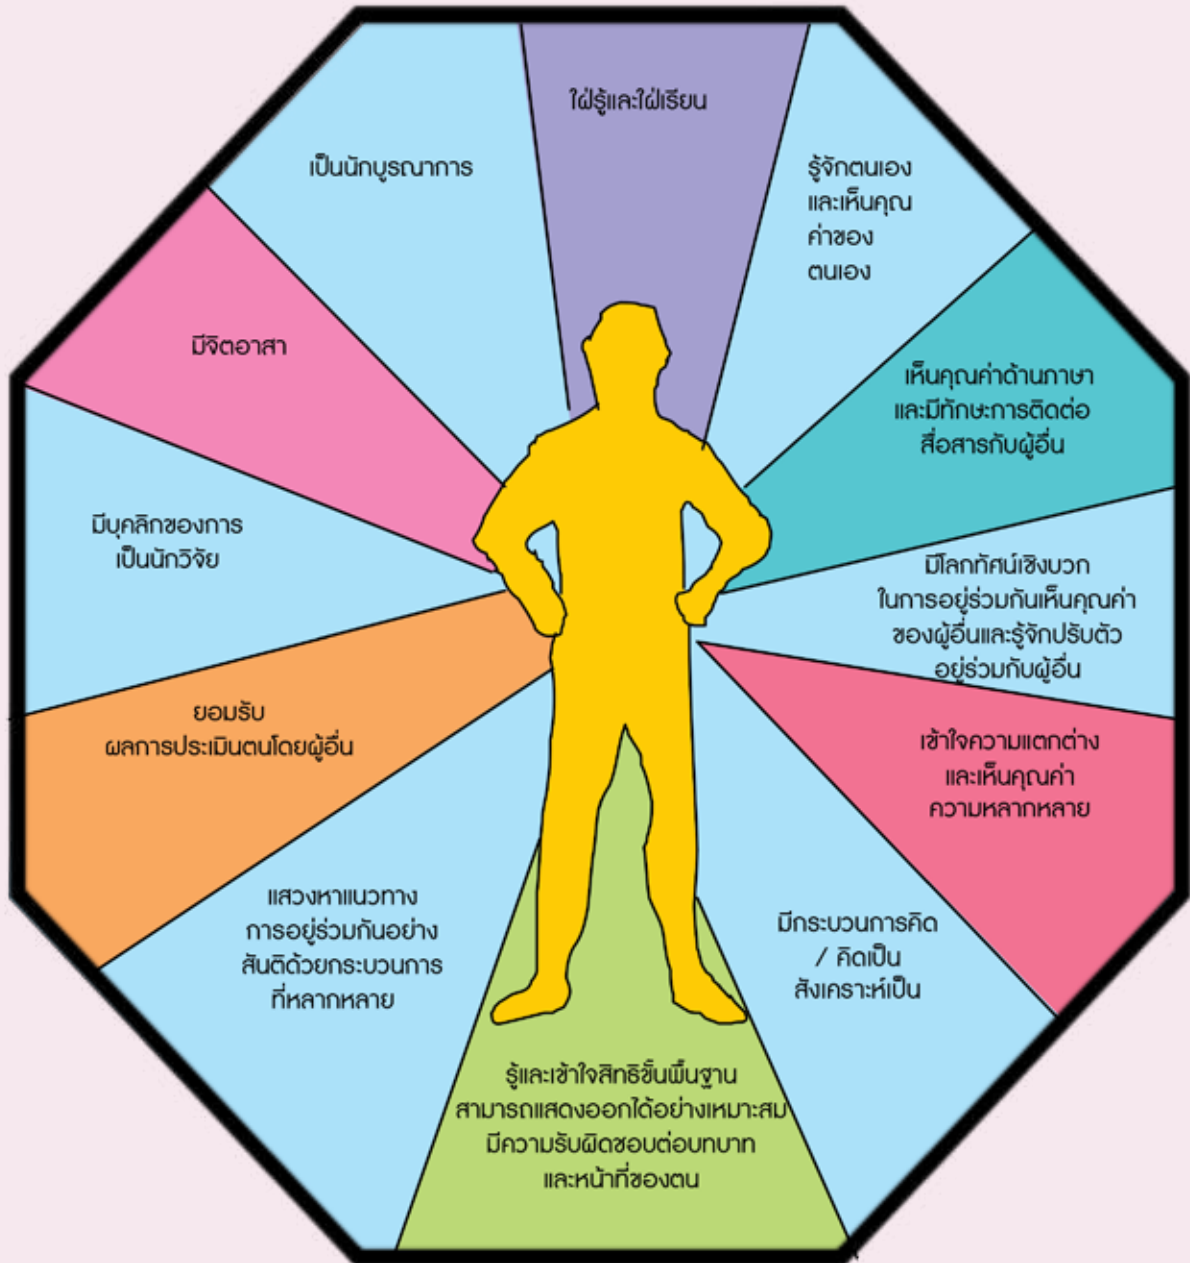 ใฝ่รู้และใฝ่เรียน
รู้จักตนเอง
และเห็นคุณ
ค่าของ
ตนเอง
เห็นคุณค่าด้านภาษา
และมีทักษะการติดต่อ
สื่อสารกับผู้อื่น
มีโลกทัศน์เชิงบวก
ในการอยู่ร่วมกันเห็นคุณค่า
ของผู้อื่นและรู้จักปรับตัว
อยู่ร่วมกับผู้อื่น
เข้าใจความแตกต่าง
และเห็นคุณค่า
ความหลากหลาย
มีกระบวนการคิด
/ คิดเป็น
สังเคราะห์เป็น
รู้และเข้าใจสิทธิขั้นพื้นฐาน
สามารถแสดงออกได้อย่างเหมาะสม
มีความรับผิดชอบต่อบทบาท
และหน้าที่ของตน
แสวงหาแนวทาง
การอยู่ร่วมกันอย่าง
สันติด้วยกระบวนการ
ที่หลากหลาย
ยอมรับ
ผลการประเมินตนโดยผู้อื่น
มีบุคลิกของการ
เป็นนักวิจัย
มีจิตอาสา
เป็นนักบูรณาการ